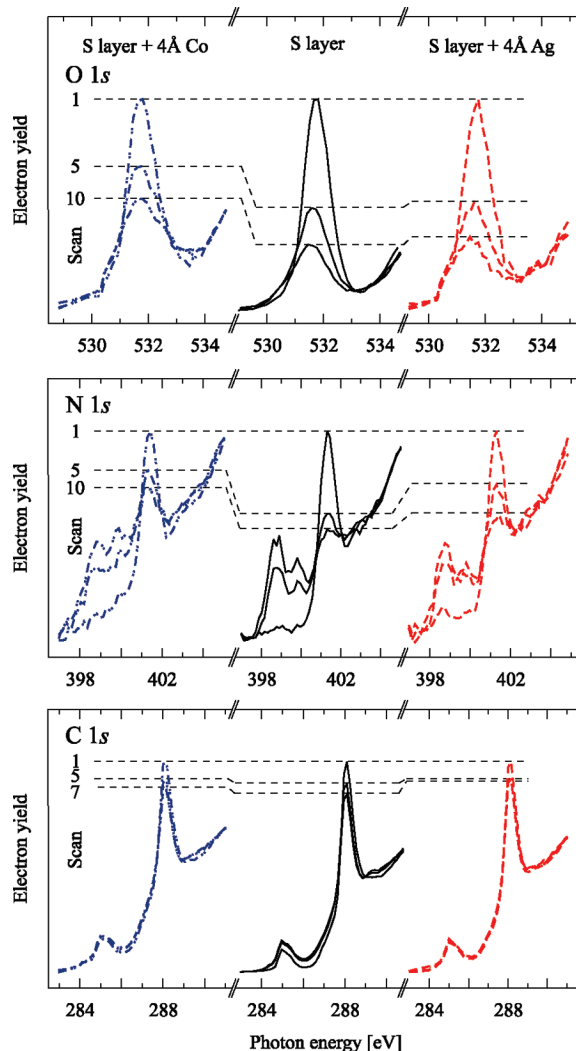 S layer + 4Å Co
S layer
S layer + 4Å Ag
O 1s
1
5
10
Scan
Electron yield
530 532 534
530 532 534
530 532 534
N 1s
1
5
10
Scan
Electron yield
398 402
398 402
398 402
C 1s
1
5
7
Scan
Electron yield
284 288
284 288
284 288
Photon energy [eV]